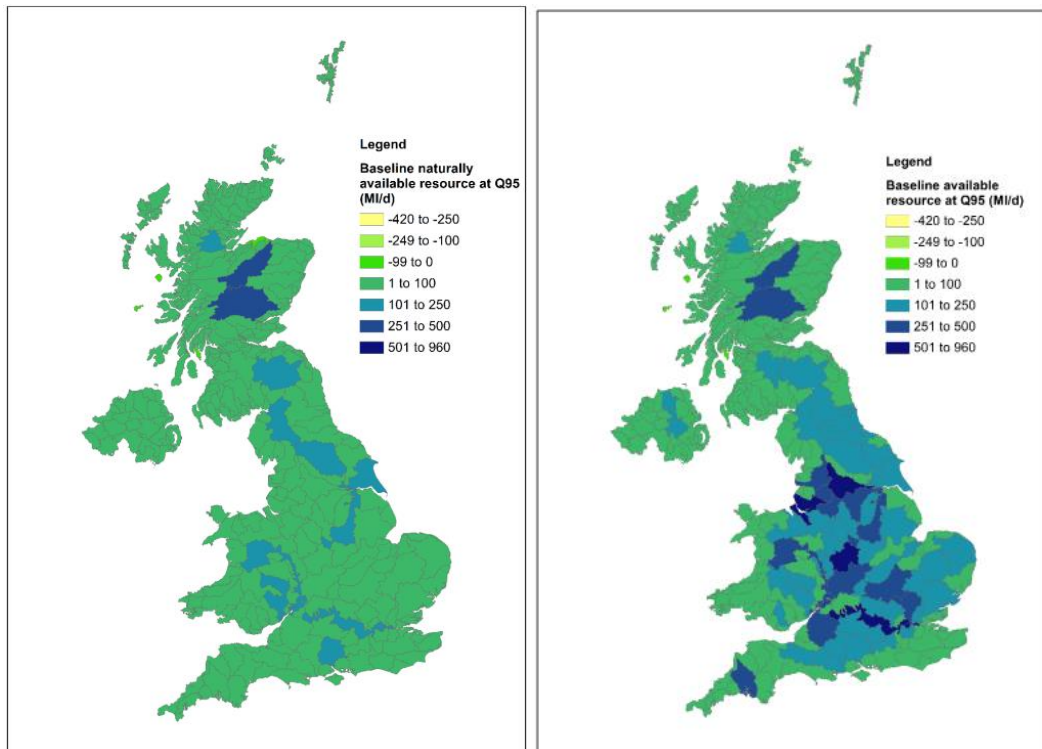 Legend
Baseline naturally
available resource at Q95
(Ml/d)
-420 to -250
-249 to -100
-99 to 0
1 to 100
101 to 250
251 to 500
501 to 960
Legend
Baseline available
resource at Q95 (Ml/d)
-420 to -250
-249 to -100
-99 to 0
1 to 100
101 to 250
251 to 500
501 to 960